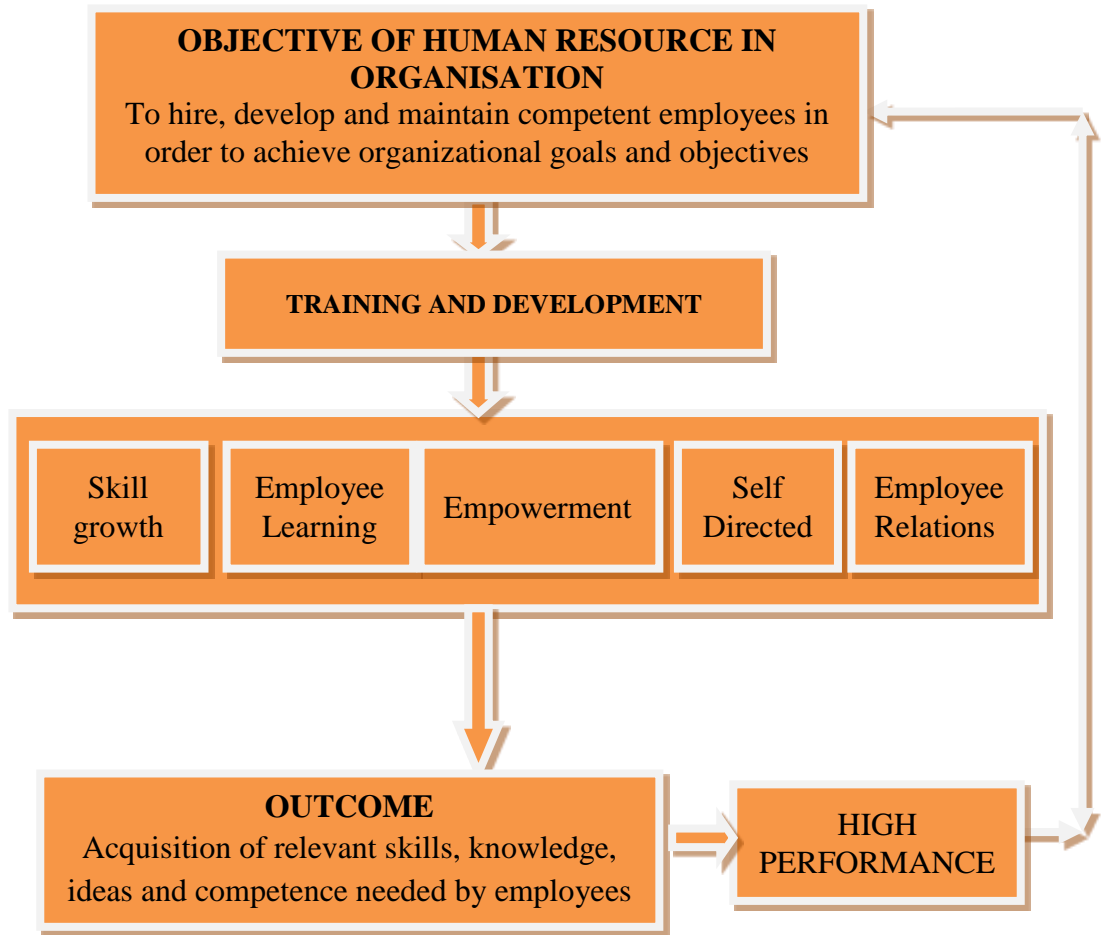 OBJECTIVE OF HUMAN RESOURCE IN
ORGANISATION
To hire, develop and maintain competent employees in
order to achieve organizational goals and objectives
TRAINING AND DEVELOPMENT
Skill
growth
Employee
Learning
Empowerment
Self
Directed
Employee
Relations
OUTCOME
Acquisition of relevant skills, knowledge,
ideas and competence needed by employees
HIGH
PERFORMANCE